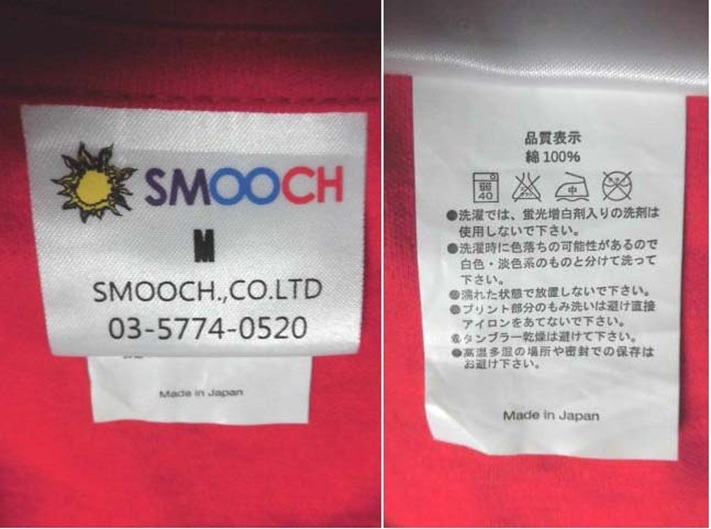 SMOOCH
M
SMOOCH.,CO.LTD
03-5774-0520
Made in Japan
品質表示
綿100%
弱
40
中
●洗濯では、蛍光増白剤入りの洗剤は
使用しないで下さい。
●洗濯時に色落ちの可能性があるので
白色・淡色系のものと分けて洗って
下さい。
●濡れた状態で放置しないで下さい。
●プリント部分のもみ洗いは避け直接
アイロンをあてないで下さい。
●タンブラー乾燥は避けて下さい。
●高温多湿の場所や密封での保存は
お避け下さい。
Made in Japan